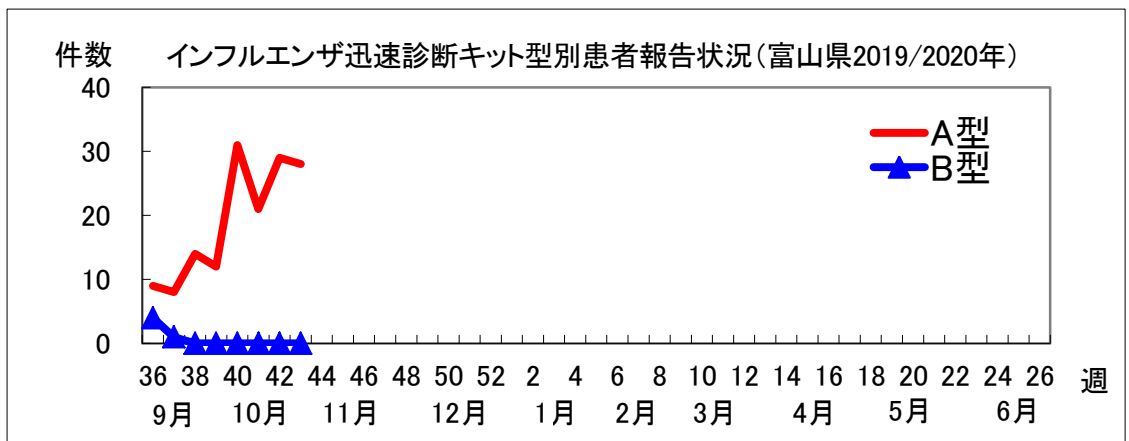 件数 インフルエンザ迅速診断キット型別患者報告状況（富山県2019/2020年）
40
30
20
10
0
A型
B型
36 38 40 42 44 46 48 50 52 2 4 6 8 10 12 14 16 18 20 22 24 26 週
9月 10月 11月 12月 1月 2月 3月 4月 5月 6月